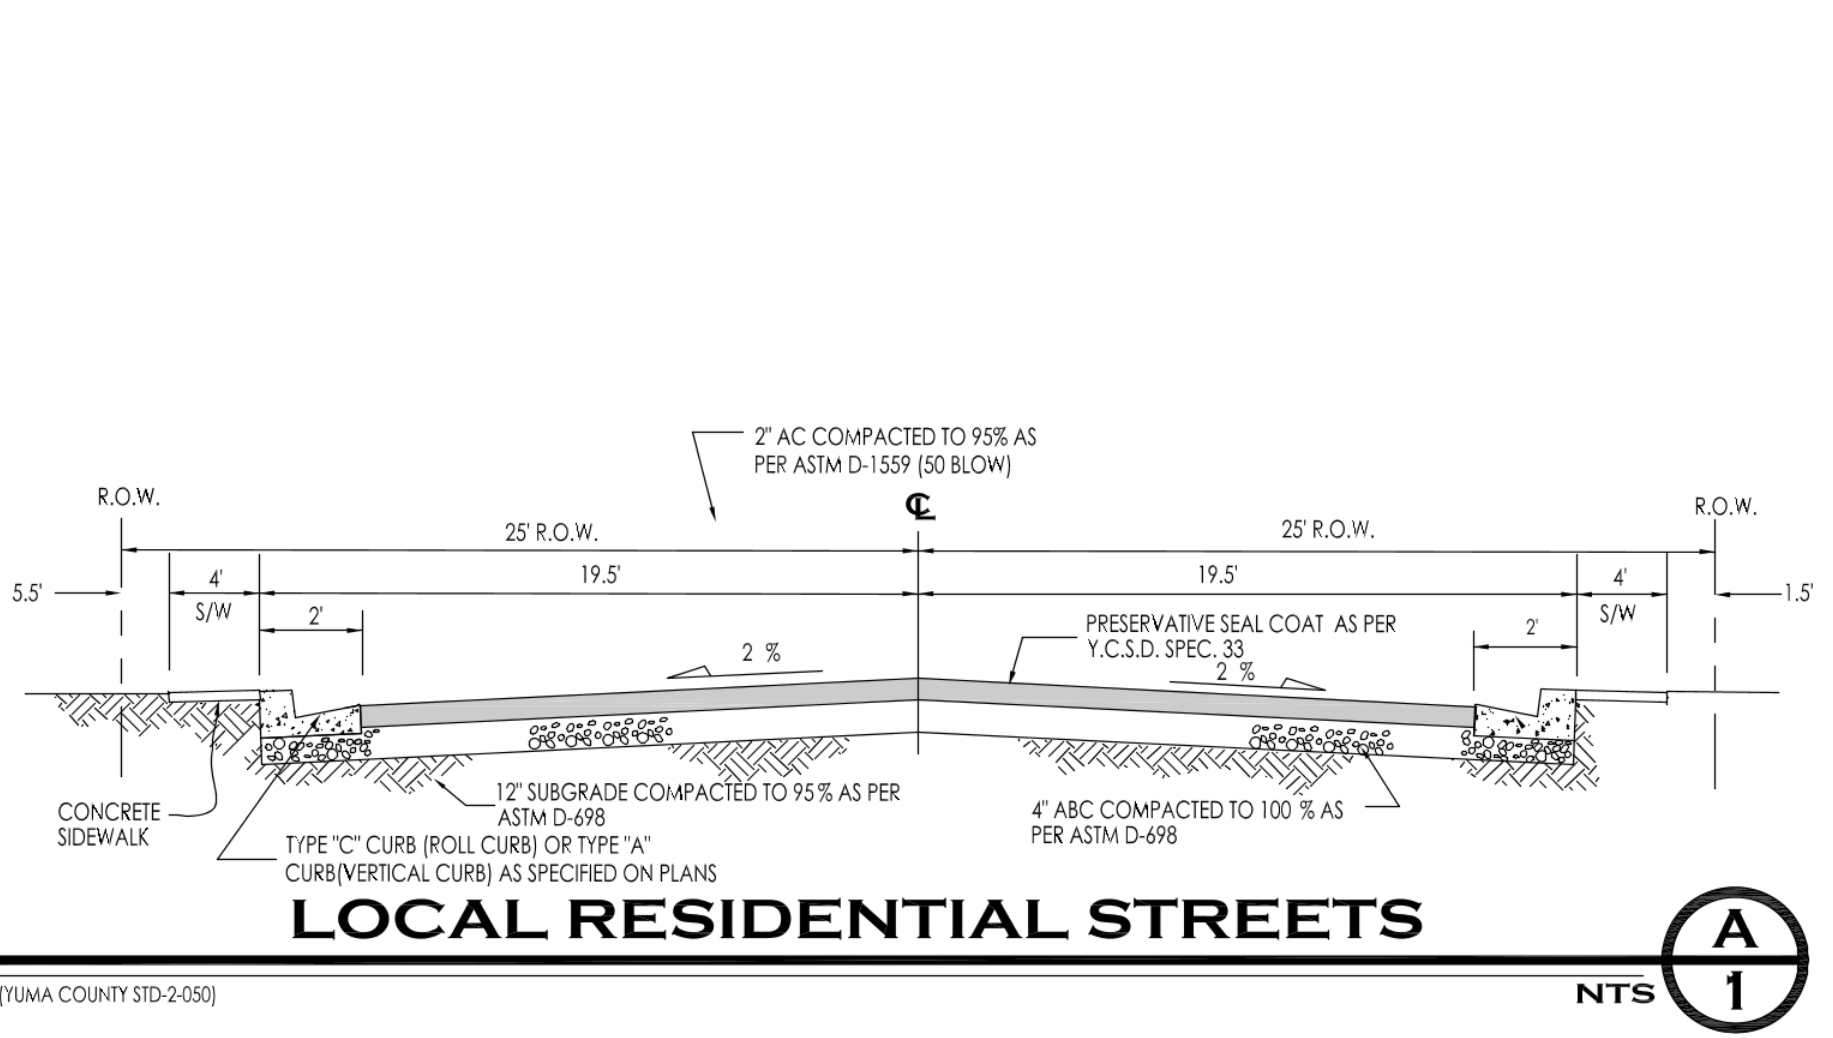 2" AC COMPACTED TO 95% AS
PER ASTM D-1559 (50 BLOW)
R.O.W.
CL
R.O.W.
25' R.O.W.
25' R.O.W.
5.5'
4'
S/W
19.5'
19.5'
4'
S/W
1.5'
2'
2'
2 %
PRESERVATIVE SEAL COAT AS PER
Y.C.S.D. SPEC. 33
2 %
CONCRETE
SIDEWALK
12" SUBGRADE COMPACTED TO 95% AS PER
ASTM D-698
4" ABC COMPACTED TO 100 % AS
PER ASTM D-698
TYPE "C" CURB (ROLL CURB) OR TYPE "A"
CURB(VERTICAL CURB) AS SPECIFIED ON PLANS
LOCAL RESIDENTIAL STREETS
A
1
NTS
(YUMA COUNTY STD-2-050)